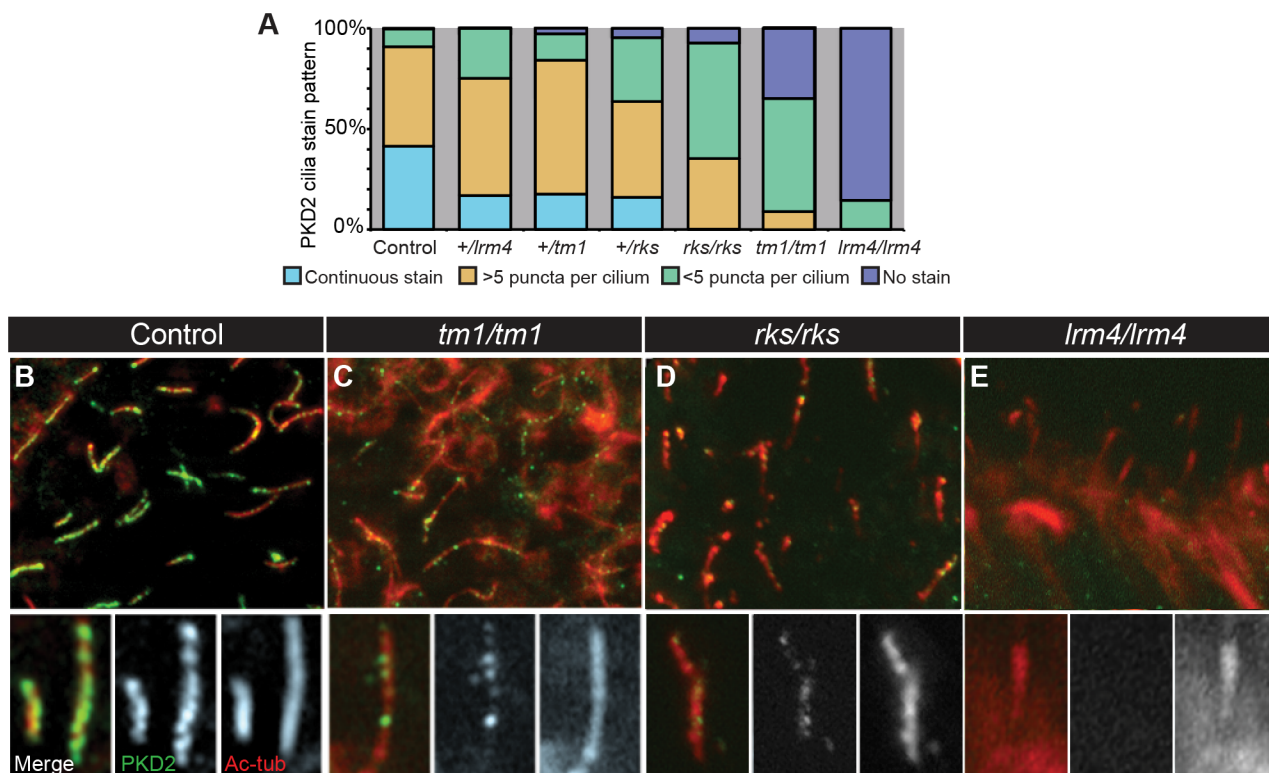 A
100%
50%
0%
PKD2 cilia stain pattern
Control +/lrm4 +/tm1 +/rks rks/rks tm1/tm1 lrm4/lrm4
Continuous stain >5 puncta per cilium <5 puncta per cilium No stain
Control tm1/tm1 rks/rks lrm4/lrm4
B C D E
Merge PKD2 Ac-tub